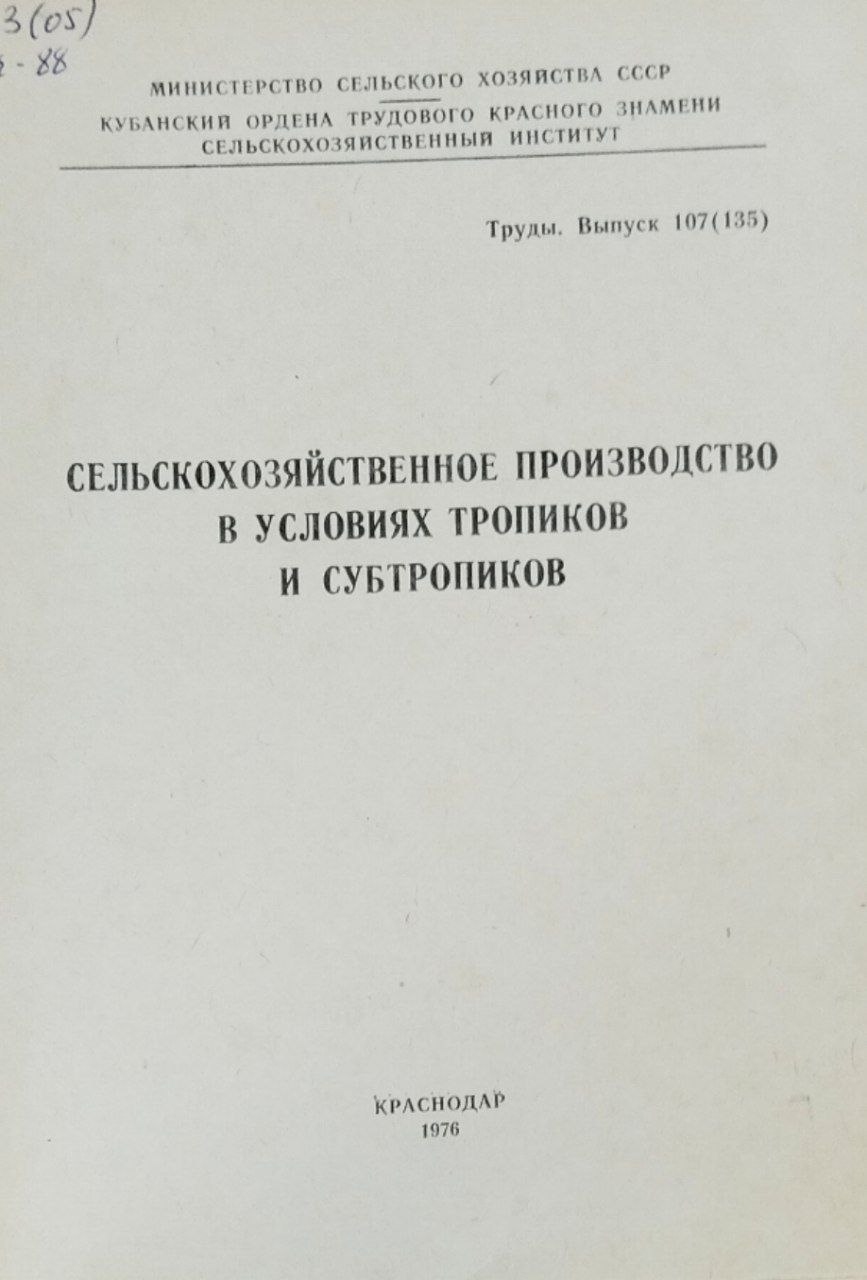 3(05)
- 88
МИНИСТЕРСТВО СЕЛЬСКОГО ХОЗЯЙСТВА СССР
КУБАНСКИЙ ОРДЕНА ТРУДОВОГО КРАСНОГО ЗНАМЕНИ
СЕЛЬСКОХОЗЯЙСТВЕННЫЙ ИНСТИТУТ
Труды. Выпуск 107(135)
СЕЛЬСКОХОЗЯЙСТВЕННОЕ ПРОИЗВОДСТВО
В УСЛОВИЯХ ТРОПИКОВ
И СУБТРОПИКОВ
КРАСНОДАР
1976